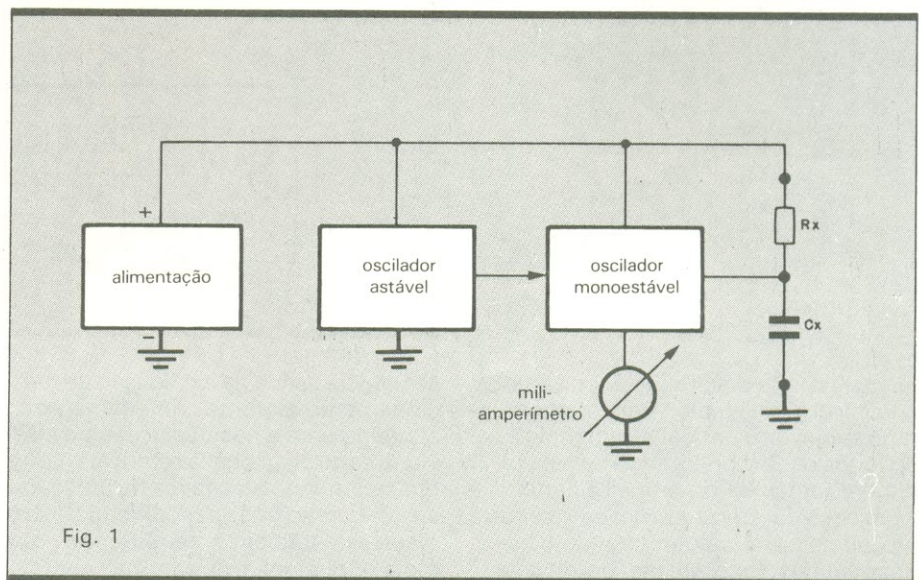 +
alimentação
−
oscilador
astável
oscilador
monoestável
Rx
Cx
mili-
amperímetro
Fig. 1